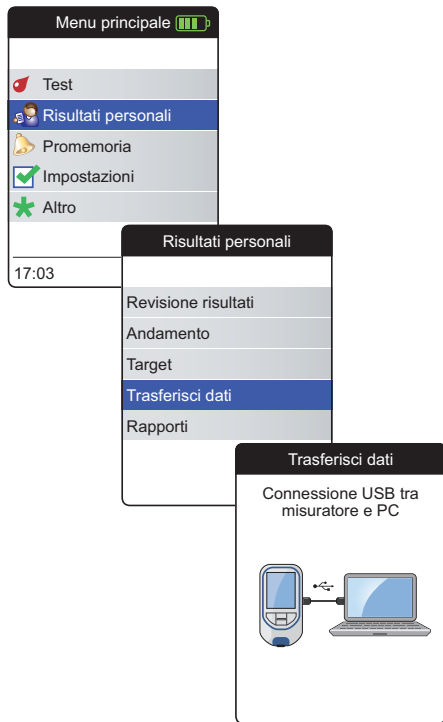 Menu principale
Test
Risultati personali
Promemoria
Impostazioni
Altro
17:03
Risultati personali
Revisione risultati
Andamento
Target
Trasferisci dati
Rapporti
Trasferisci dati
Connessione USB tra
misuratore e PC